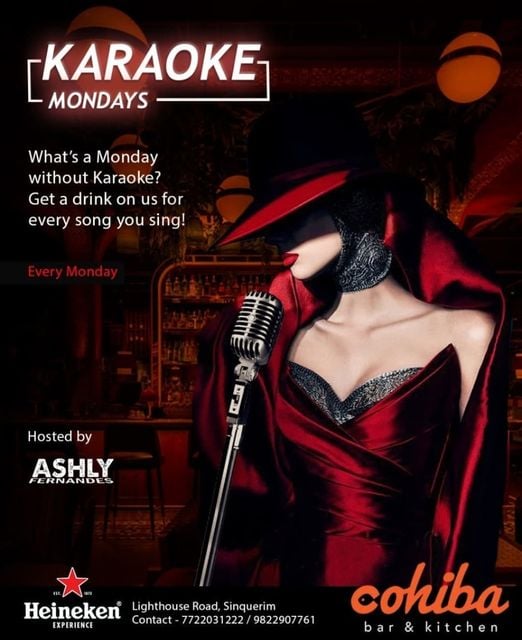 KARAOKE
MONDAYS
What's a Monday
without Karaoke?
Get a drink on us for
every song you sing!
Every Monday
Hosted by
ASHLY
FERNANDES
Heineken®
EXPERIENCE
Lighthouse Road, Sinquerim
Contact - 7722031222 / 9822907761
cohiba
bar & kitchen